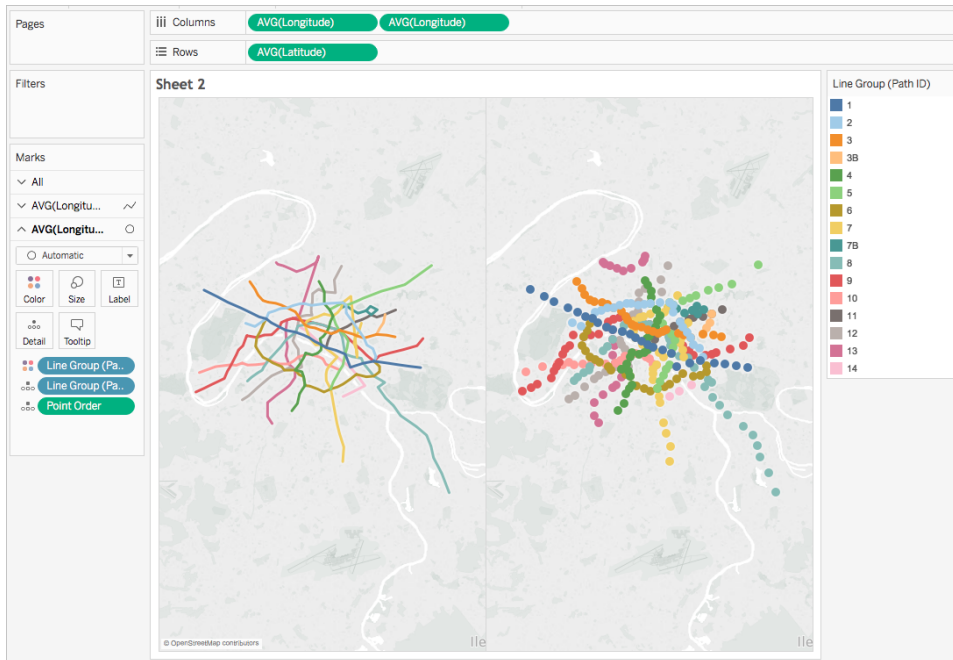 Pages
Columns AVG(Longitude) AVG(Longitude)
Rows AVG(Latitude)
Filters
Sheet 2
Marks
All
AVG(Longitu...
AVG(Longitu...
Automatic
Color Size Label
Detail Tooltip
Line Group (Pa..
Line Group (Pa..
Point Order
© OpenStreetMap contributors
Ile
Ile
Line Group (Path ID)
1
2
3
3B
4
5
6
7
7B
8
9
10
11
12
13
14